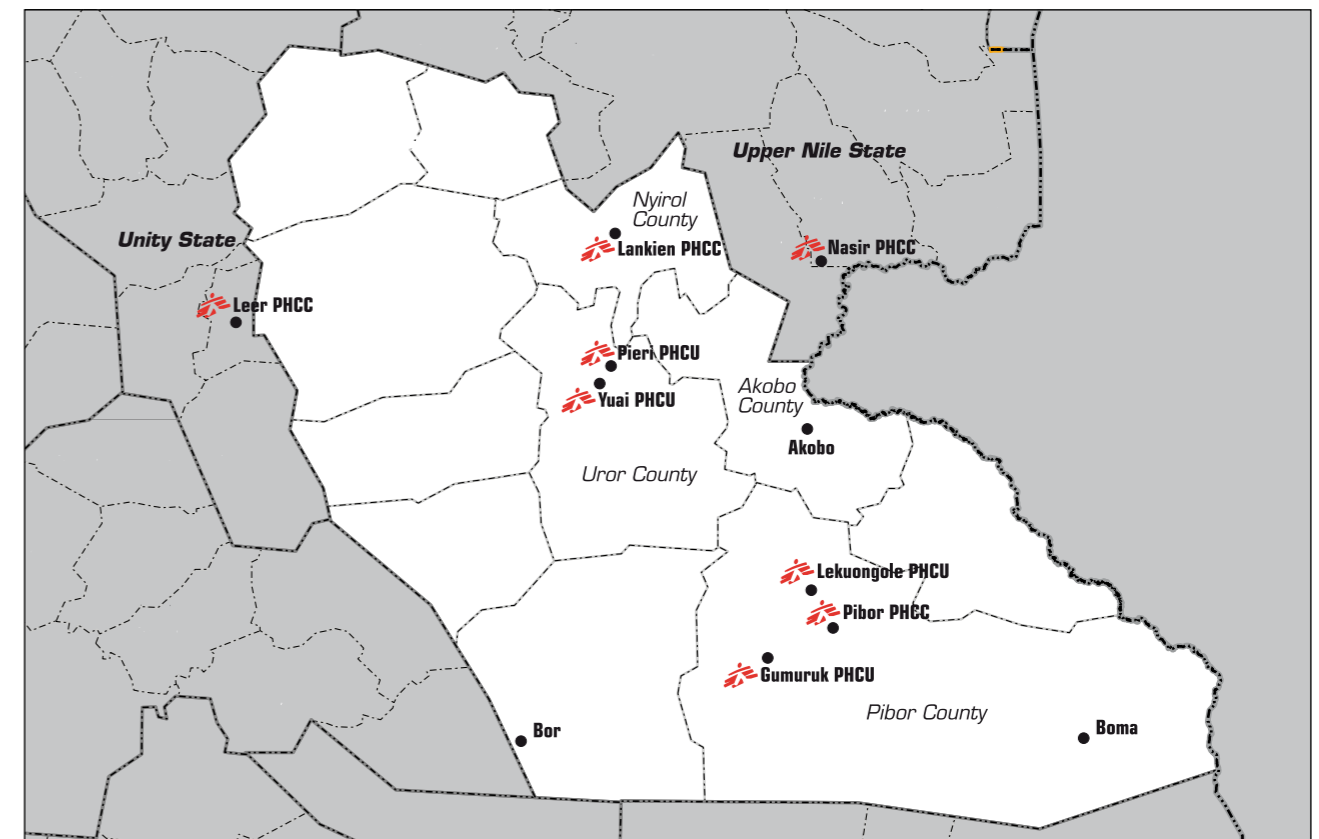 Upper Nile State
Nyirol
County
Unity State
Lankien PHCC
Nasir PHCC
Leer PHCC
Pieri PHCU
Akobo
County
Yuai PHCU
Akobo
Uror County
Lekuongole PHCU
Pibor PHCC
Gumuruk PHCU
Pibor County
Bor
Boma